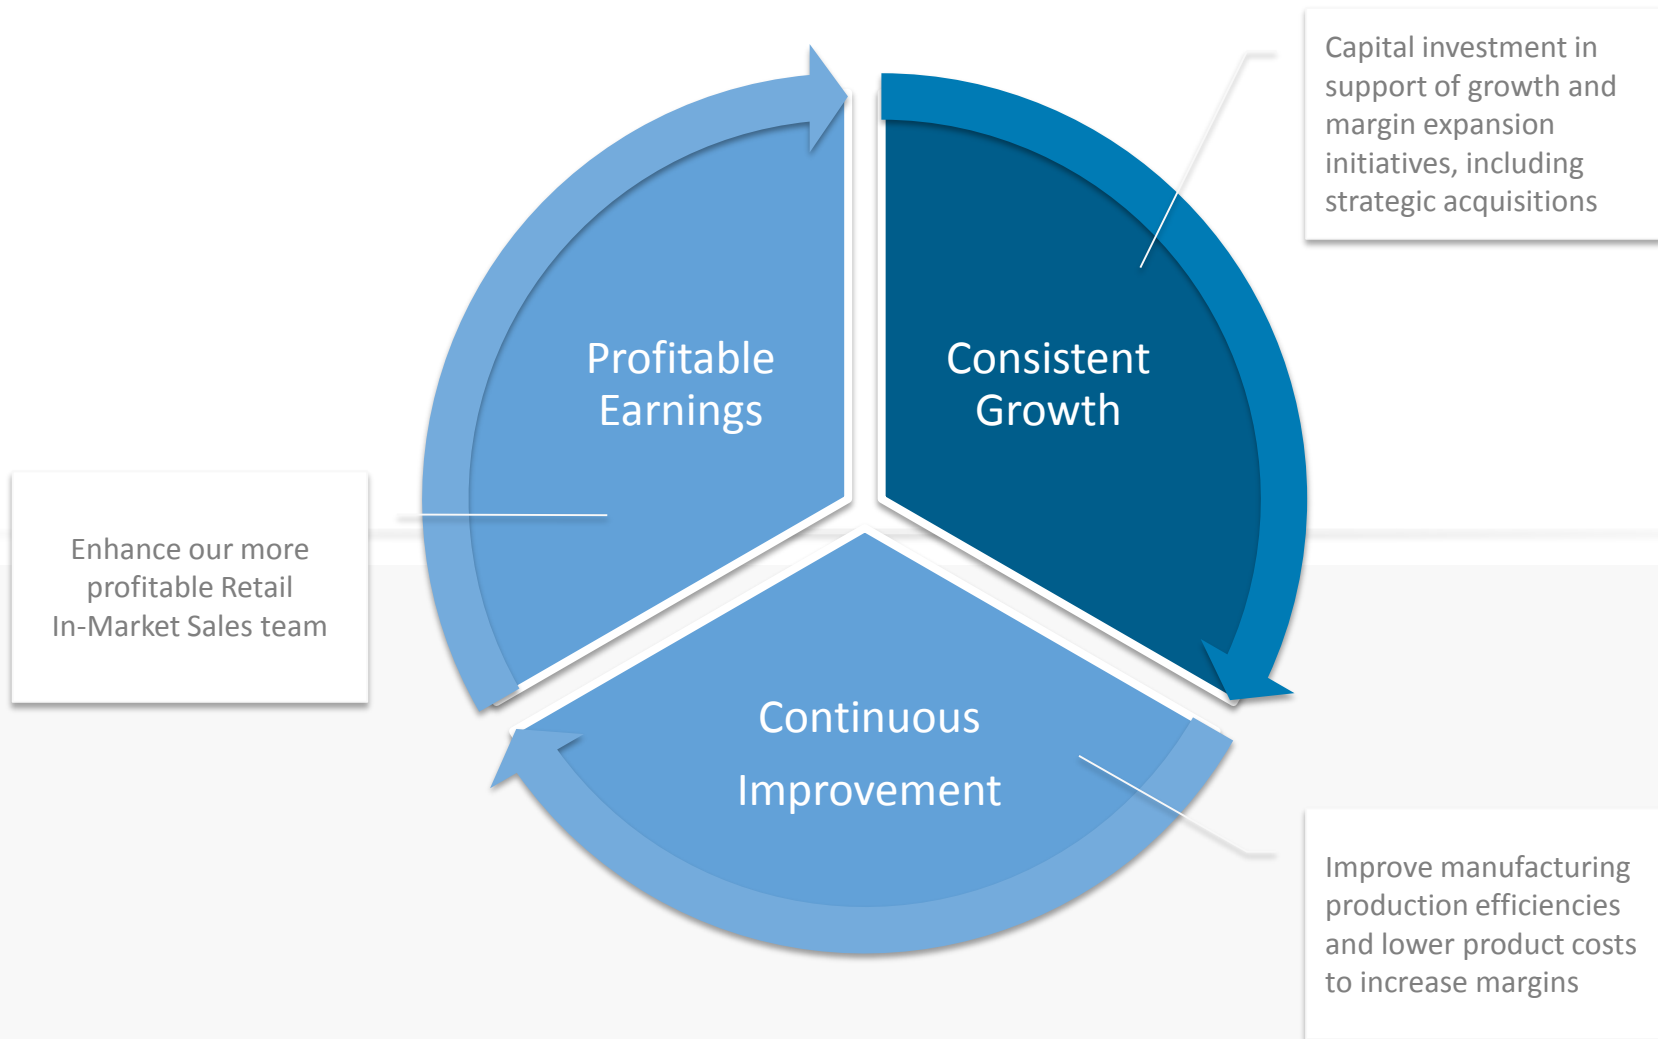 Capital investment in
support of growth and
margin expansion
initiatives, including
strategic acquisitions
Profitable
Earnings
Consistent
Growth
Enhance our more
profitable Retail
In-Market Sales team
Continuous
Improvement
Improve manufacturing
production efficiencies
and lower product costs
to increase margins